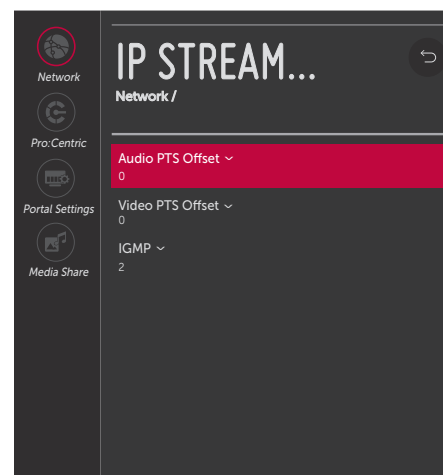 Network
Pro:Centric
Portal Settings
Media Share
IP STREAM...
Network /
Audio PTS Offset
0
Video PTS Offset
0
IGMP
2